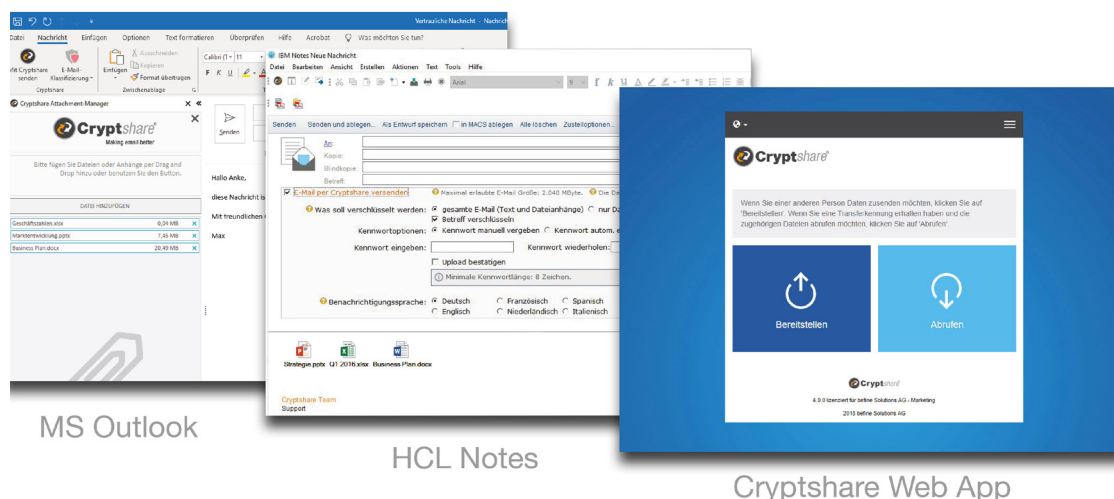 Vertrauliche Nachricht - Nachrich
Datei Nachricht Einfügen Optionen Text formatieren Überprüfen Hilfe Acrobat Was möchten Sie tun?
Mit Cryptshare senden
E-Mail-Klassifizierung
Einfügen
Ausschneiden
Kopieren
Format übertragen
Calibri (T 11
F K U
Cryptshare Zwischenablage
Cryptshare Attachment-Manager
Cryptshare
Making email better
Bitte fügen Sie Dateien oder Anhänge per Drag and
Drop hinzu oder benutzen Sie den Button.
DATEI HINZUFÜGEN
Geschäftszahlen.xlsx 0,04 MB
Marktentwicklung.pptx 7,45 MB
Business Plan.docx 20,49 MB
Senden
Hallo Anke,
diese Nachricht is
Mit freundlichen
Max
MS Outlook
IBM Notes Neue Nachricht
Datei Bearbeiten Ansicht Erstellen Aktionen Text Tools Hilfe
Arial 9
Senden Senden und ablegen... Als Entwurf speichern in MACS ablegen Alle löschen Zustelloptionen...
An:
Kopie:
Blindkopie:
Betreff:
E-Mail per Cryptshare versenden Maximal erlaubte E-Mail Größe: 2.048 MByte. Die Da
Was soll verschlüsselt werden: gesamte E-Mail (Text und Dateianhänge) nur Da
Betreff verschlüsseln
Kennwortoptionen: Kennwort manuell vergeben Kennwort autom. e
Kennwort eingeben: Kennwort wiederholen:
Upload bestätigen
Minimale Kennwortlänge: 8 Zeichen.
Benachrichtigungssprache: Deutsch Französisch Spanisch
Englisch Niederländisch Italienisch
Strategie.pptx Q1 2016.xlsx Business Plan.docx
Cryptshare Team
Support
HCL Notes
Cryptshare
Wenn Sie einer anderen Person Daten zusenden möchten, klicken Sie auf
'Bereitstellen'. Wenn Sie eine Transferkennung erhalten haben und die
zugehörigen Dateien abrufen möchten, klicken Sie auf 'Abrufen'.
Bereitstellen Abrufen
Cryptshare
4.0.0 lizenziert für befine Solutions AG - Marketing
2018 befine Solutions AG
Cryptshare Web App